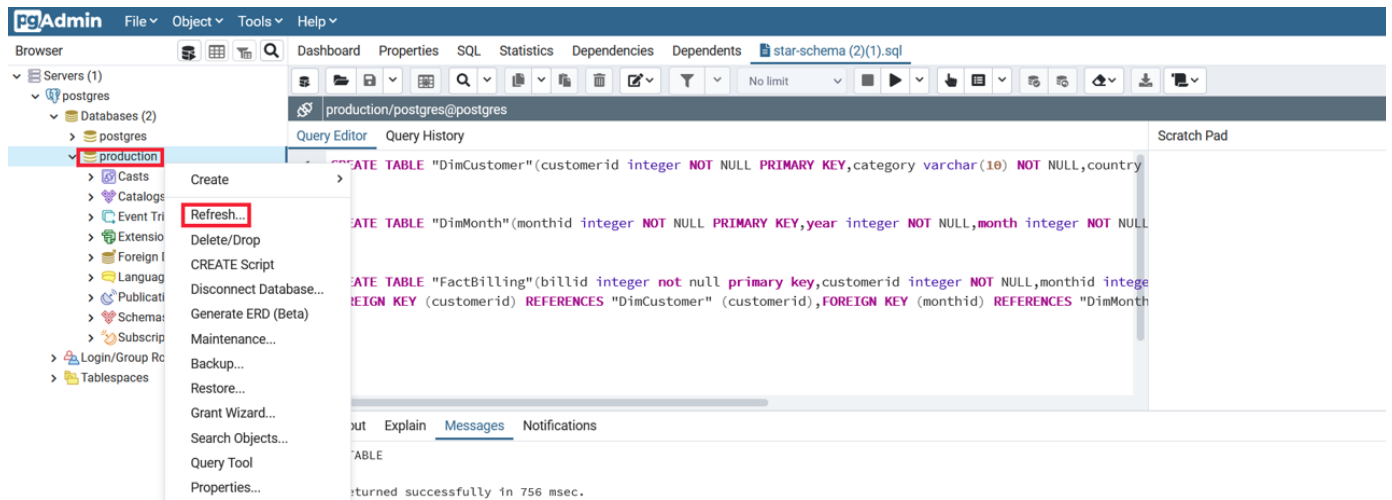 pgAdmin File Object Tools Help
Browser
Dashboard Properties SQL Statistics Dependencies Dependents star-schema (2)(1).sql
Servers (1)
No limit
postgres
Databases (2)
production/postgres@postgres
postgres
Query Editor Query History
Scratch Pad
production
CREATE TABLE "DimCustomer"(customerid integer NOT NULL PRIMARY KEY,category varchar(10) NOT NULL,country
Casts
Create
Catalogs
Refresh...
Event Tri
EATE TABLE "DimMonth"(monthid integer NOT NULL PRIMARY KEY,year integer NOT NULL,month integer NOT NULL
Delete/Drop
Extensio
CREATE Script
Foreign
Languag
EATE TABLE "FactBilling"(billid integer not null primary key,customerid integer NOT NULL,monthid intege
Disconnect Database...
Publicati
REIGN KEY (customerid) REFERENCES "DimCustomer" (customerid),FOREIGN KEY (monthid) REFERENCES "DimMonth
Generate ERD (Beta)
Schemas
Subscrip
Maintenance...
Login/Group Ro
Backup...
Tablespaces
Restore...
Grant Wizard...
out Explain Messages Notifications
Search Objects...
TABLE
Query Tool
Properties...
eturned successfully in 756 msec.